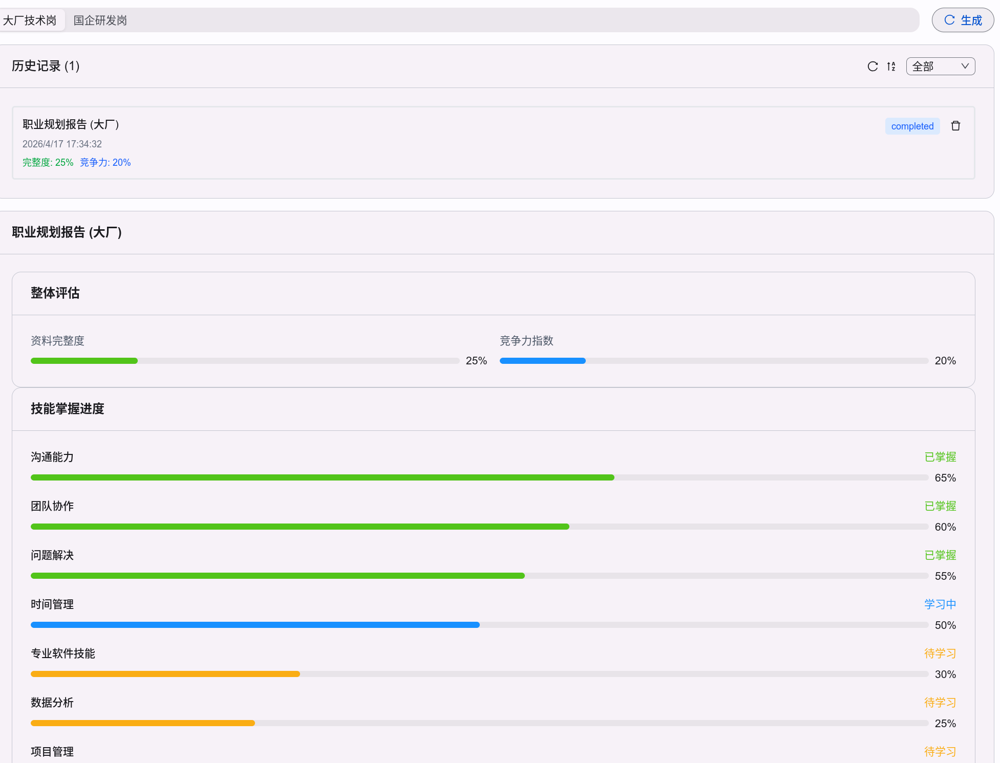 大厂技术岗 国企研发岗 生成
历史记录 (1) 全部
职业规划报告 (大厂) completed
2026/4/17 17:34:32
完整度: 25% 竞争力: 20%
职业规划报告 (大厂)
整体评估
资料完整度 竞争力指数
25% 20%
技能掌握进度
沟通能力 已掌握
65%
团队协作 已掌握
60%
问题解决 已掌握
55%
时间管理 学习中
50%
专业软件技能 待学习
30%
数据分析 待学习
25%
项目管理 待学习